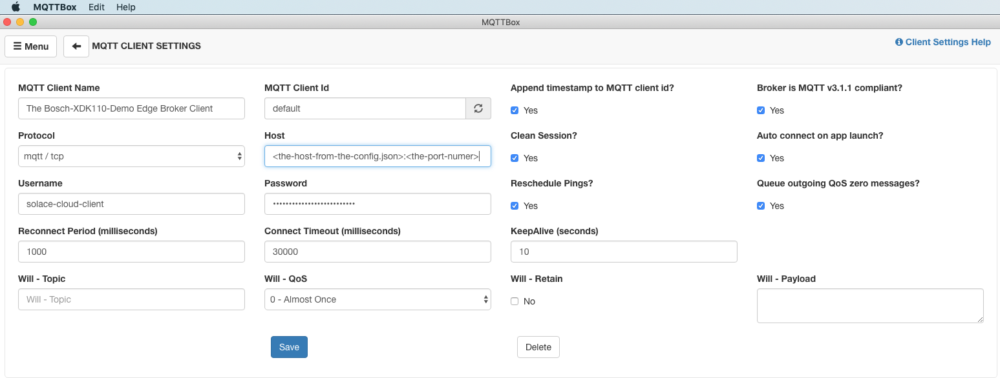 MQTTBox Edit Help
MQTTBox
Menu
MQTT CLIENT SETTINGS
Client Settings Help
MQTT Client Name
MQTT Client Id
Append timestamp to MQTT client id?
Broker is MQTT v3.1.1 compliant?
The Bosch-XDK110-Demo Edge Broker Client
default
Yes
Yes
Protocol
Host
Clean Session?
Auto connect on app launch?
mqtt / tcp
<the-host-from-the-config.json>:<the-port-numer>
Yes
Yes
Username
Password
Reschedule Pings?
Queue outgoing QoS zero messages?
solace-cloud-client
•••••••••••••••••••••••••
Yes
Yes
Reconnect Period (milliseconds)
Connect Timeout (milliseconds)
KeepAlive (seconds)
1000
30000
10
Will - Topic
Will - QoS
Will - Retain
Will - Payload
Will - Topic
0 - Almost Once
No
Save
Delete